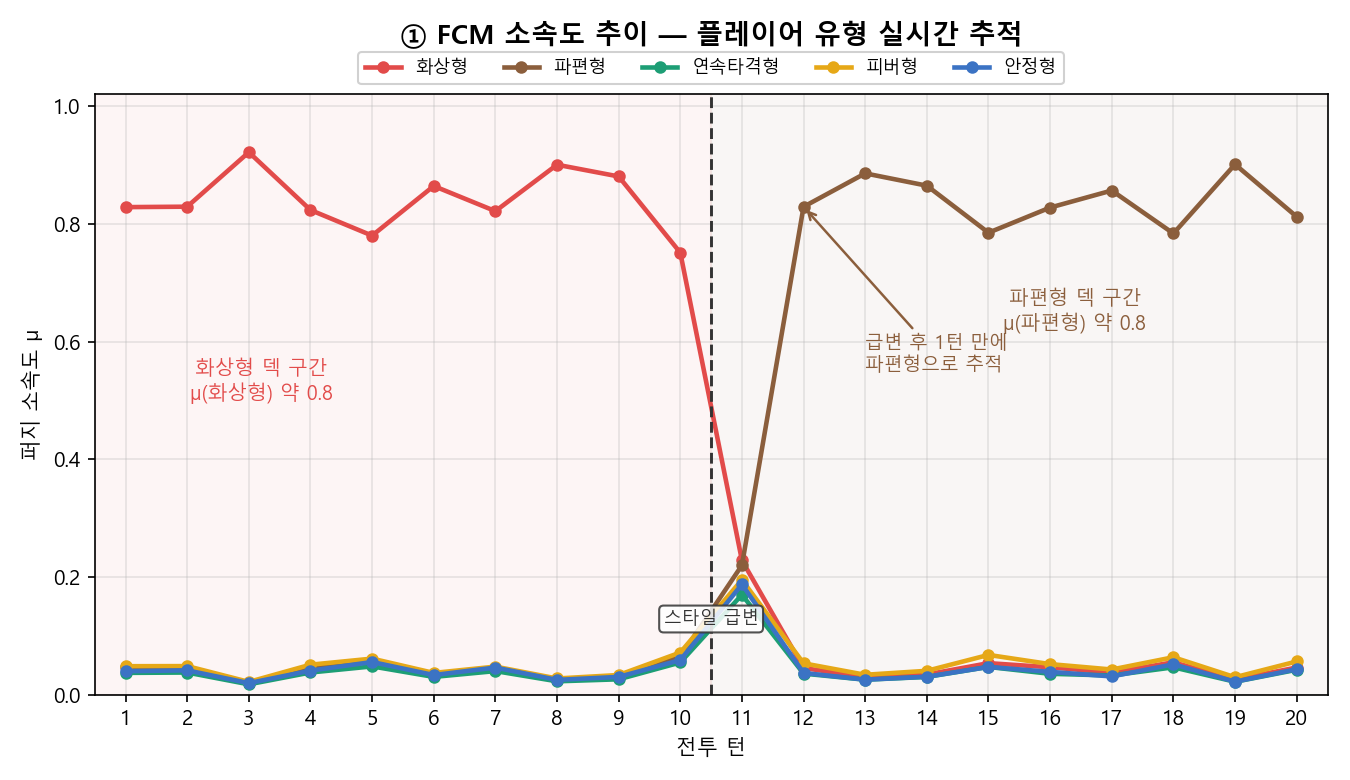 ① FCM 소속도 추이 — 플레이어 유형 실시간 추적
화상형 파편형 연속타격형 피버형 안정형
1.0
0.8
0.6
0.4
0.2
0.0
퍼지 소속도 μ
화상형 덱 구간
μ(화상형) 약 0.8
파편형 덱 구간
μ(파편형) 약 0.8
급변 후 1턴 만에
파편형으로 추적
스타일 급변
1 2 3 4 5 6 7 8 9 10 11 12 13 14 15 16 17 18 19 20
전투 턴